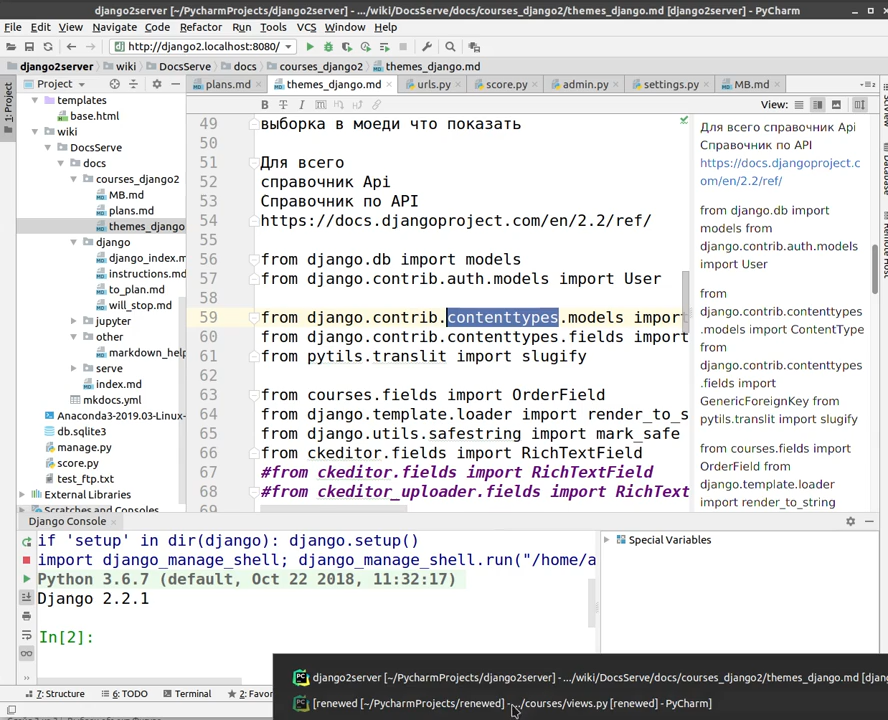 django2server [~/PycharmProjects/django2server] - .../wiki/DocsServe/docs/courses_django2/themes_django.md [django2server] - PyCharm
File Edit View Navigate Code Refactor Run Tools VCS Window Help
http://django2.localhost:8080/
django2server wiki DocsServe docs courses_django2 themes_django.md
1: Project
Project
plans.md themes_django.md urls.py score.py admin.py settings.py MB.md
View:
templates
base.html
wiki
DocsServe
docs
courses_django2
MB.md
plans.md
themes_django
django
django_index.m
instructions.md
to_plan.md
will_stop.md
jupyter
other
markdown_help
serve
index.md
mkdocs.yml
Anaconda3-2019.03-Linux-
db.sqlite3
manage.py
score.py
test_ftp.txt
External Libraries
Scratches and Consoles
49 выборка в моеди что показать
50
51 Для всего
52 справочник Api
53 Справочник по API
54 https://docs.djangoproject.com/en/2.2/ref/
55
56 from django.db import models
57 from django.contrib.auth.models import User
58
59 from django.contrib.contenttypes.models import
60 from django.contrib.contenttypes.fields import
61 from pytils.translit import slugify
62
63 from courses.fields import OrderField
64 from django.template.loader import render_to_s
65 from django.utils.safestring import mark_safe
66 from ckeditor.fields import RichTextField
67 #from ckeditor.fields import RichTextField
68 #from ckeditor_uploader.fields import RichText
69
Для всего справочник Api
Справочник по API
https://docs.djangoproject.c
om/en/2.2/ref/
from django.db import
models from
django.contrib.auth.models
import User
from
django.contrib.contenttypes
.models import ContentType
from
django.contrib.contenttypes
.fields import
GenericForeignKey from
pytils.translit import slugify
from courses.fields import
OrderField from
django.template.loader
import render_to_string
Database
Remote Host
Django Console
if 'setup' in dir(django): django.setup()
import django_manage_shell; django_manage_shell.run("/home/a
Python 3.6.7 (default, Oct 22 2018, 11:32:17)
Django 2.2.1
In[2]:
Special Variables
7: Structure 6: TODO Terminal 2: Favor
django2server [~/PycharmProjects/django2server] - .../wiki/DocsServe/docs/courses_django2/themes_django.md [djang
[renewed [~/PycharmProjects/renewed] - .../courses/views.py [renewed] - PyCharm]